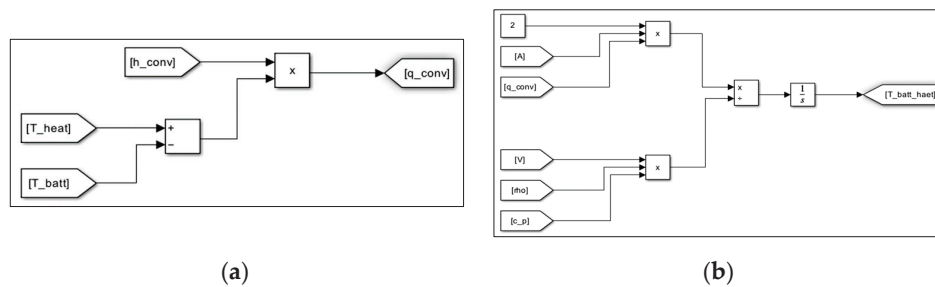 [h_conv]
x
[q_conv]
[T_heat]
+
−
[T_batt]
(a)
2
[A]
x
[q_conv]
x
÷
1
s
[T_batt_haet]
[V]
[rho]
x
[c_p]
(b)